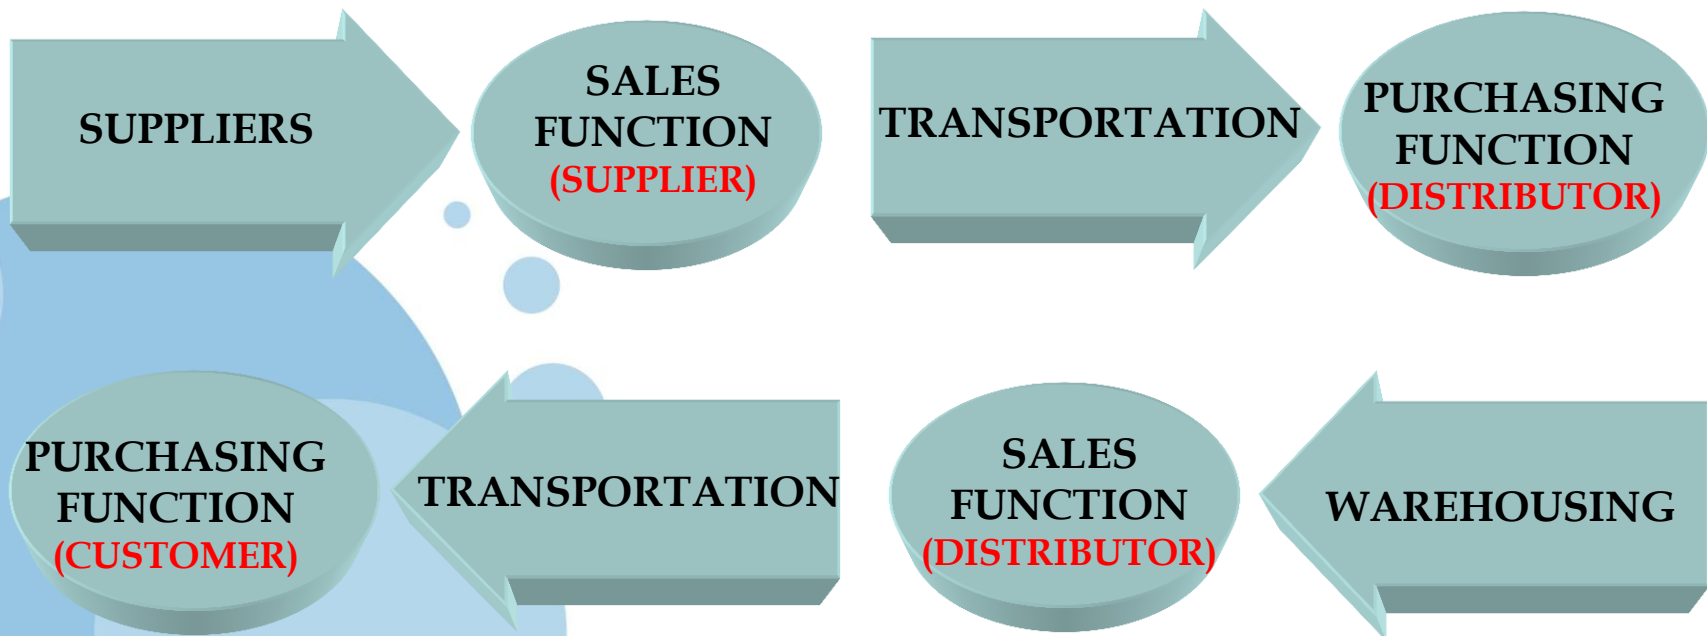 SUPPLIERS
SALES
FUNCTION
(SUPPLIER)
TRANSPORTATION
PURCHASING
FUNCTION
(DISTRIBUTOR)
PURCHASING
FUNCTION
(CUSTOMER)
TRANSPORTATION
SALES
FUNCTION
(DISTRIBUTOR)
WAREHOUSING